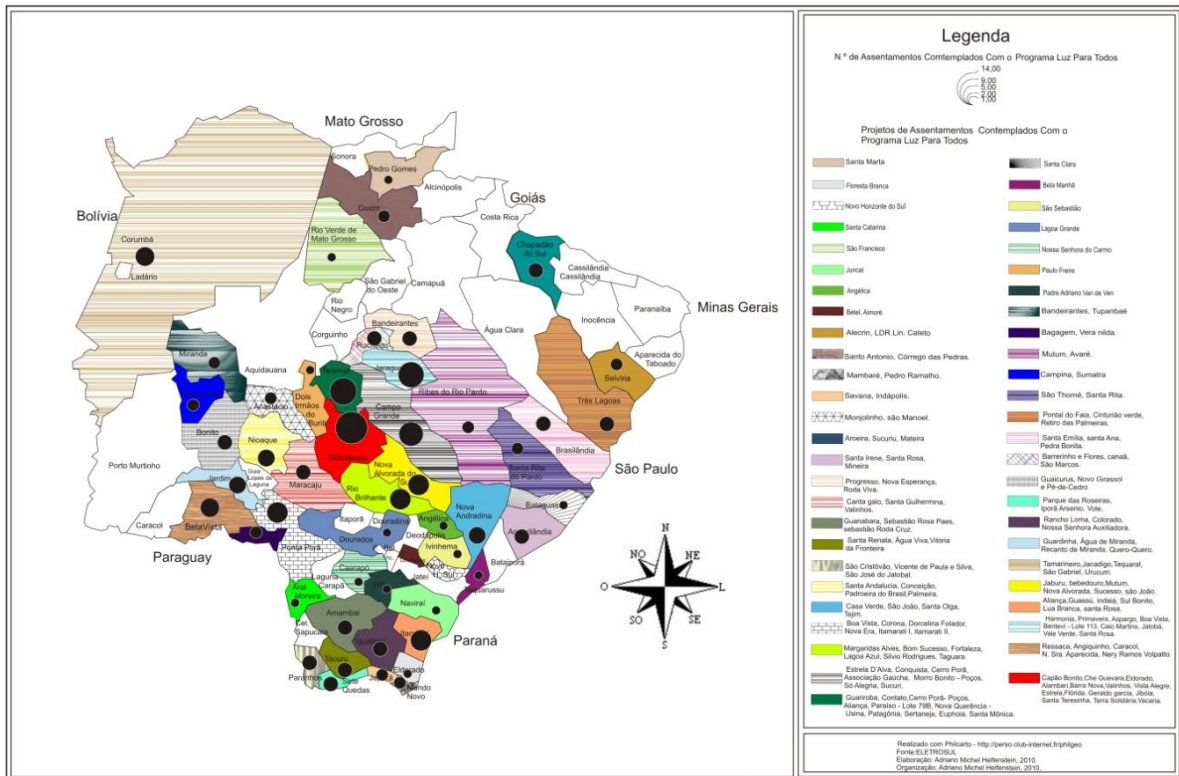 Mato Grosso
Sonora
Pedro Gomes
Alcinópolis
Coxim
Goiás
Costa Rica
Bolívia
Rio Verde de
Mato Grosso
Chapadão
do Sul
Corumbá
Ladário
Cassilândia
Cassilândia
São Gabriel
do Oeste
Camapuã
Paranaíba
Minas Gerais
Rio
Negro
Inocência
Corguinho
Bandeirantes
Água Clara
Rochedo
Aparecida do
Taboado
Miranda
Aquidauana
Jaragua
Selvíria
Terenos
Ribas do Rio Pardo
Dois
Irmãos
do
Buriti
Anastácio
Campo
Grande
Três Lagoas
Bonito
Nioaque
Sidrolândia
Brasilândia
Porto Murtinho
Nova
Alvorada do
Sul
Santa Rita
do Pardo
São Paulo
Jardim
Guia
Lopes da
Laguna
Maracaju
Rio
Brilhante
Bataguas
Caracol
BelaVista
Itaporã
Douradina
Angélica
Nova
Andradina
Deodápolis
Paraguay
Ponta Porã
Dourados
Ivinhema
Bataiporã
Caarapó
Jateí
Laguna
Carapã
Aral
Moreira
Naviraí
Amambai
Cel.
Sapucaia
Paraná
Tacuru
Paranhos
Sete
Quedas
Eldorado
Mundo
Novo
N
NO
NE
O
L
SO
SE
S
Legenda
N º de Assentamentos Comtemplados Com o Programa Luz Para Todos
14,00
9,00
5,00
2,00
1,00
Projetos de Assentamentos Contemplados Com o
Programa Luz Para Todos
Santa Marta
Floresta Branca
Novo Horizonte do Sul
Santa Catarina
São Francisco
Juncal
Angélica
Betel, Aimoré.
Alecrin, LDR.Lin. Cateto
Santo Antonio, Córrego das Pedras.
Mambaré, Pedro Ramalho.
Savana, Indápolis.
Monjolinho, são Manoel.
Aroeira, Sucuriu, Mateira
Santa Irene, Santa Rosa,
Mineira
Progresso, Nova Esperança,
Roda Viva.
Canta galo, Santa Gulhermina,
Valinhos.
Guanabara, Sebastião Rosa Paes,
sebastião Roda Cruz.
Santa Renata, Água Viva,Vitória
da Fronteira.
São Cristóvão, Vicente de Paula e Silva,
São José do Jatobal.
Santa Andalucia, Conceição,
Padroeira do Brasil,Palmeira.
Casa Verde, São João, Santa Olga,
Tejim.
Boa Vista, Corona, Dorcelina Folador,
Nova Era, Itamarati I, Ilamarati II.
Margaridas Alves, Bom Sucesso, Fortaleza,
Lagoa Azul, Silvio Rodrigues, Taguara.
Estrela D'Alva, Conquista, Cerro Porã,
Associação Gaúcha, Morro Bonito - Poços,
Só Alegria, Sucuri.
Guariroba, Contato,Cerro Porã- Poços,
Aliança, Paraíso - Lote 79B, Nova Querência -
Usina, Patagônia, Sertaneja, Euphoia, Santa Mônica.
Santa Clara
Bela Manhã
São Sebastião
Lagoa Grande
Nossa Senhora do Carmo
Paulo Freire
Padre Adriano Van de Ven
Bandeirantes, Tupanbaê
Bagagem, Vera nilda.
Mutum, Avaré.
Campina, Sumatra
São Thomé, Santa Rita.
Pontal do Faia, Cinturião verde,
Retiro das Palmeiras.
Santa Emília, santa Ana,
Pedra Bonita.
Barrerinho e Flores, canaã,
São Marcos.
Guaicurus, Novo Girassol
e Pé-de-Cedro
Parque das Roseiras,
Iporã Arsenio, Vole.
Rancho Loma, Colorado,
Nossa Senhora Auxiliadora.
Guardinha, Água de Miranda,
Recanto de Miranda, Quero-Quero.
Tamarineiro,Jacadigo,Taquaral,
São Gabriel, Urucum.
Jaburu, bebedouro,Mutum,
Nova Alvorada, Sucesso, são João.
Aliança,Guassú, indaiá, Sul Bonito,
Lua Branca, santa Rosa.
Harmonia, Primavera, Aspargo, Boa Vista,
Bentevi - Lote 113, Caio Martins, Jatobá,
Vale Verde, Santa Rosa.
Ressaca, Angiquinho, Caracol,
N. Sra. Aparecida, Nery Ramos Volpatto.
Capão Bonito,Che Guevara,Eldorado,
Alambari,Barra Nova,Valinhos, Vista Alegre,
Estrela,Flórida, Geraldo garcia, Jibóia,
Santa Teresinha, Terra Solidária,Vacaria.
Realizado com Philcarto - http://perso.club-internet.fr/philgeo
Fonte:ELETROSUL
Elaboração: Adriano Michel Helfenstein, 2010.
Organização: Adriano Michel Helfenstein, 2010.